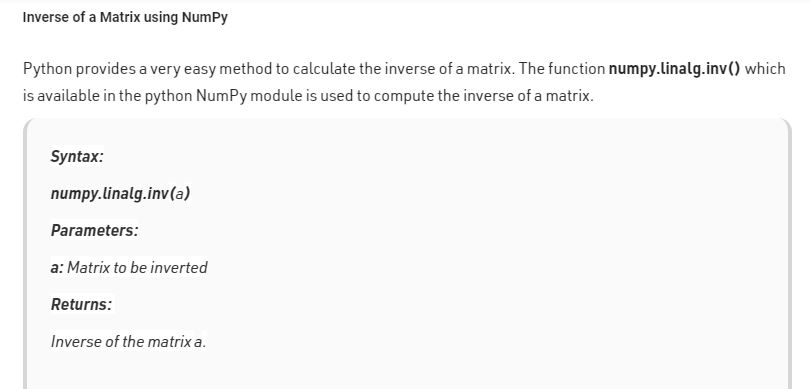 Inverse of a Matrix using NumPy
Python provides a very easy method to calculate the inverse of a matrix. The function numpy.linalg.inv() which
is available in the python NumPy module is used to compute the inverse of a matrix.
Syntax:
numpy.linalg.inv(a)
Parameters:
a: Matrix to be inverted
Returns:
Inverse of the matrix a.